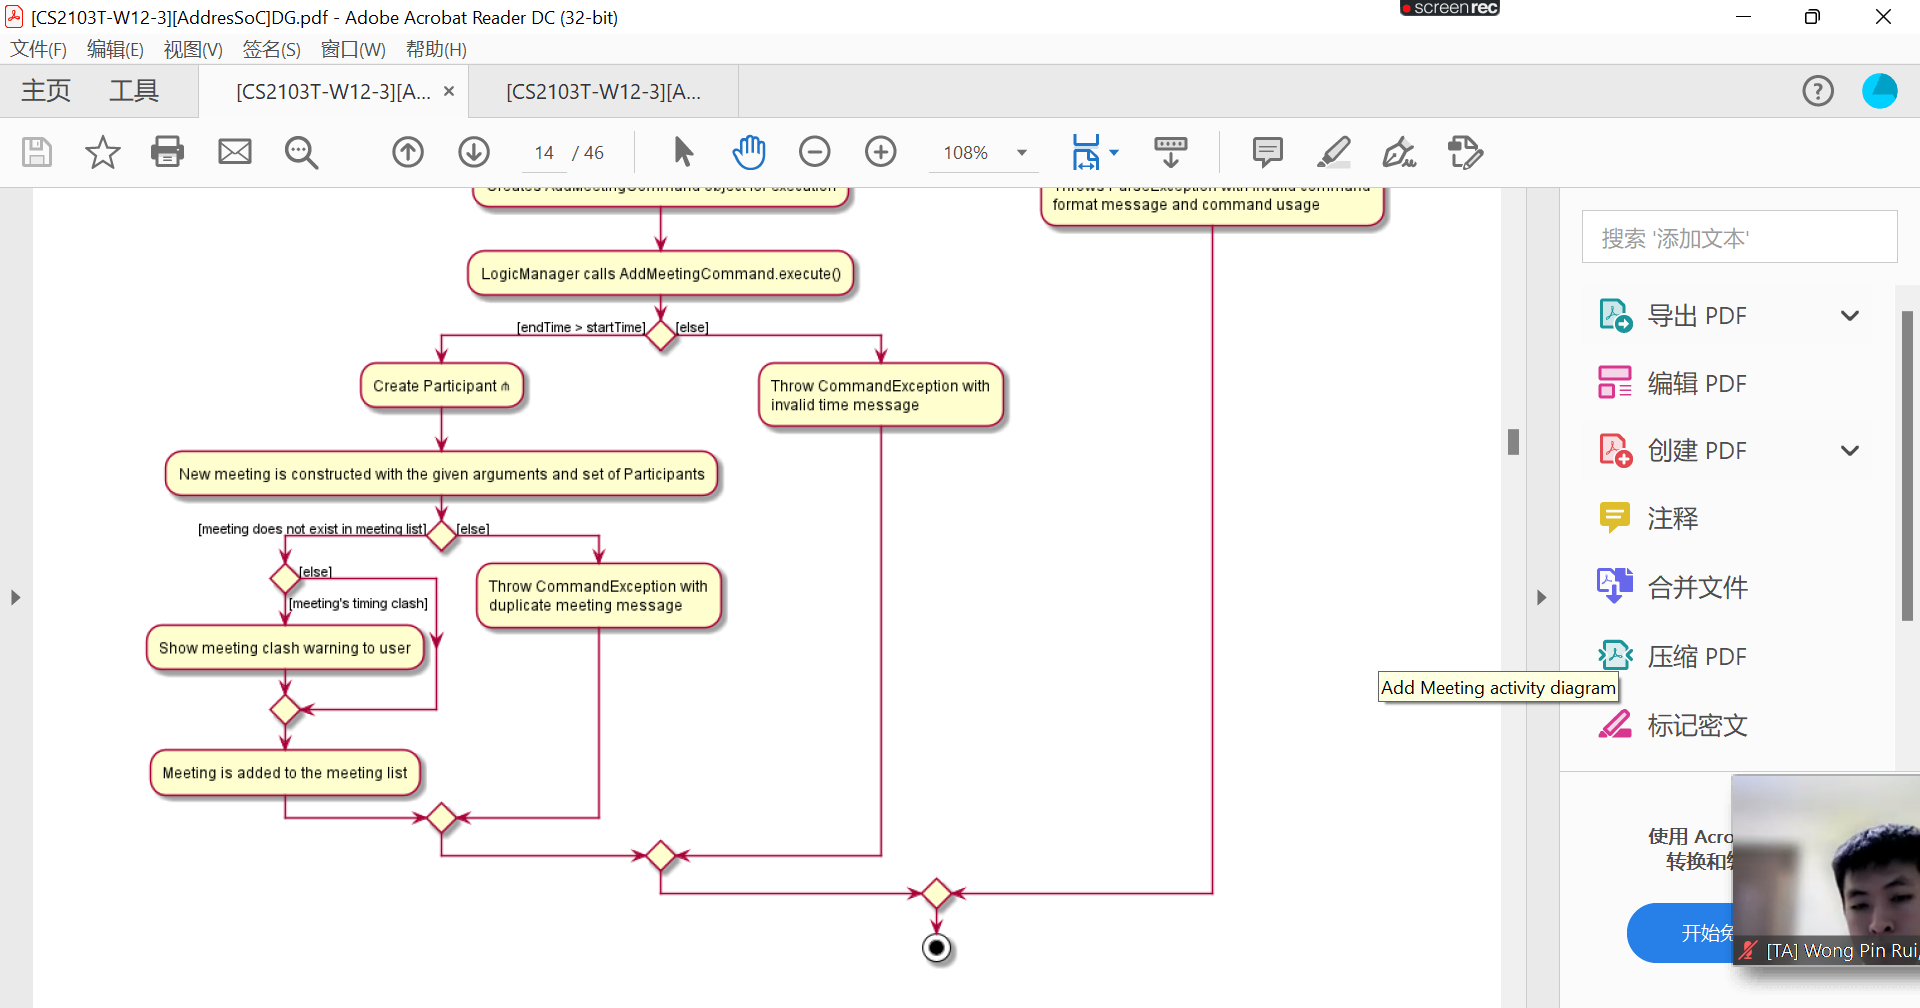 [CS2103T-W12-3][AddresSoC]DG.pdf - Adobe Acrobat Reader DC (32-bit)
screenrec
文件(F) 编辑(E) 视图(V) 签名(S) 窗口(W) 帮助(H)
主页 工具 [CS2103T-W12-3][A... × [CS2103T-W12-3][A...
14 / 46 108%
Creates AddMeetingCommand object for execution
Throws ParseException with invalid command
format message and command usage
LogicManager calls AddMeetingCommand.execute()
[endTime > startTime] [else]
Create Participant
Throw CommandException with
invalid time message
New meeting is constructed with the given arguments and set of Participants
[meeting does not exist in meeting list] [else]
[else]
[meeting's timing clash]
Throw CommandException with
duplicate meeting message
Show meeting clash warning to user
Meeting is added to the meeting list
Add Meeting activity diagram
搜索 '添加文本'
导出 PDF
编辑 PDF
创建 PDF
注释
合并文件
压缩 PDF
标记密文
使用 Acro
转换和
开始免
[TA] Wong Pin Rui,